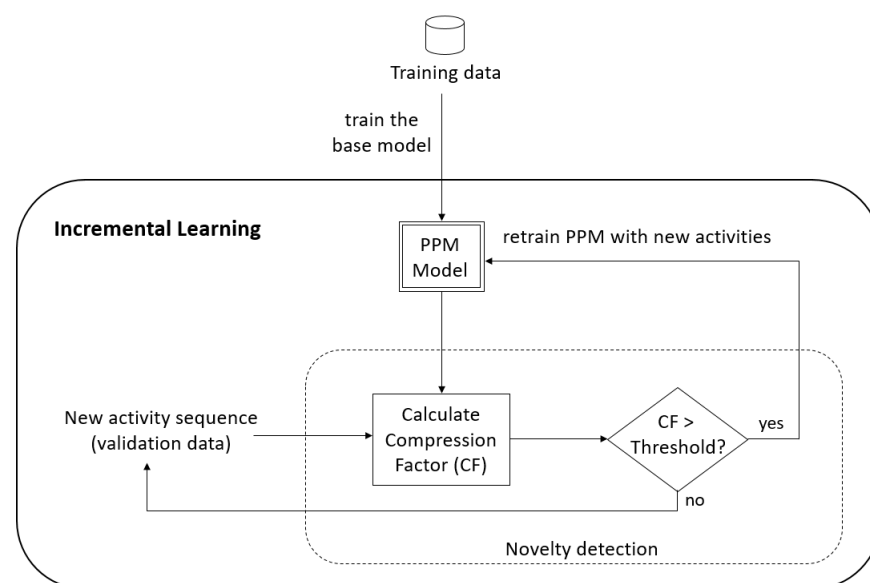 Training data
train the
base model
Incremental Learning
PPM
Model
retrain PPM with new activities
New activity sequence
(validation data)
Calculate
Compression
Factor (CF)
CF >
Threshold?
yes
no
Novelty detection